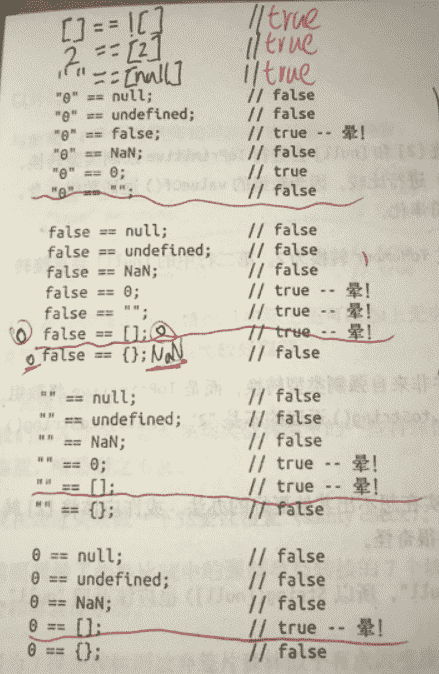 [] == ![] // true
2 == [2] // true
"" == [null] // true
"0" == null; // false
"0" == undefined; // false
"0" == false; // true -- 晕!
"0" == NaN; // false
"0" == 0; // true
"0" == ""; // false
false == null; // false
false == undefined; // false
false == NaN; // false
false == 0; // true -- 晕!
false == ""; // true -- 晕!
0 false == []; 0 // true -- 晕!
0 false == {}; NaN // false
"" == null; // false
"" == undefined; // false
"" == NaN; // false
"" == 0; // true -- 晕!
"" == []; // true -- 晕!
"" == {}; // false
0 == null; // false
0 == undefined; // false
0 == NaN; // false
0 == []; // true -- 晕!
0 == {}; // false